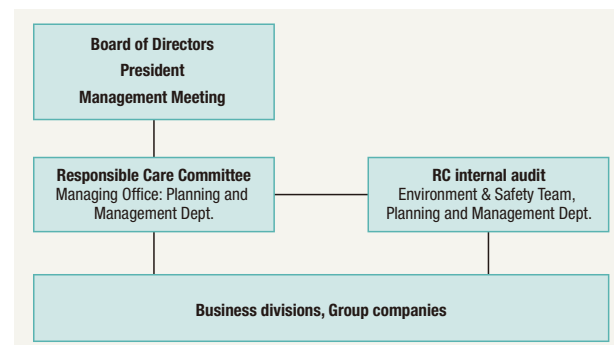 Board of Directors
President
Management Meeting
Responsible Care Committee
Managing Office: Planning and
Management Dept.
RC internal audit
Environment & Safety Team,
Planning and Management Dept.
Business divisions, Group companies